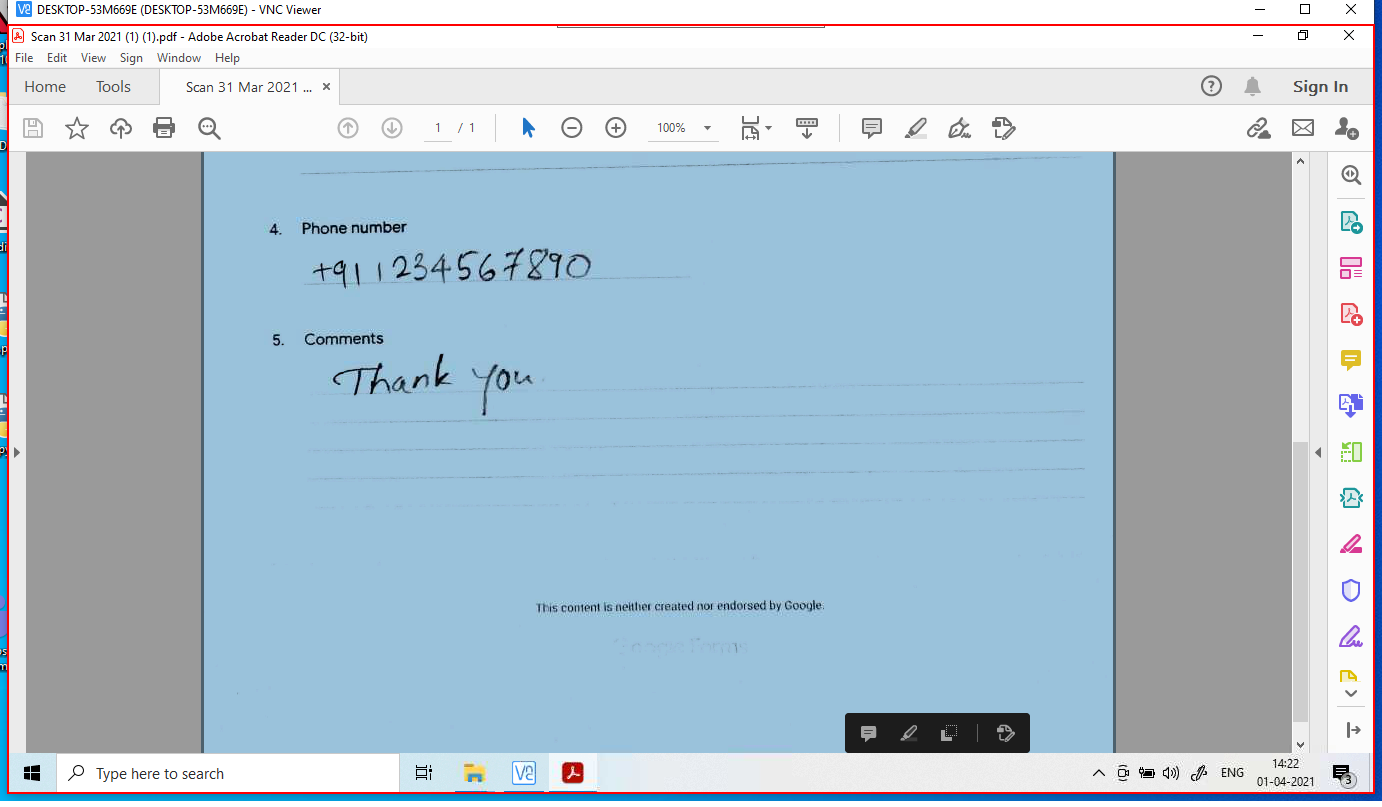 DESKTOP-53M669E (DESKTOP-53M669E) - VNC Viewer
Scan 31 Mar 2021 (1) (1).pdf - Adobe Acrobat Reader DC (32-bit)
File Edit View Sign Window Help
Home Tools Scan 31 Mar 2021 ... × Sign In
1 / 1 100%
4. Phone number
+91 1234567890
5. Comments
Thank you
This content is neither created nor endorsed by Google.
Google Forms
Type here to search
ENG
14:22
01-04-2021
3